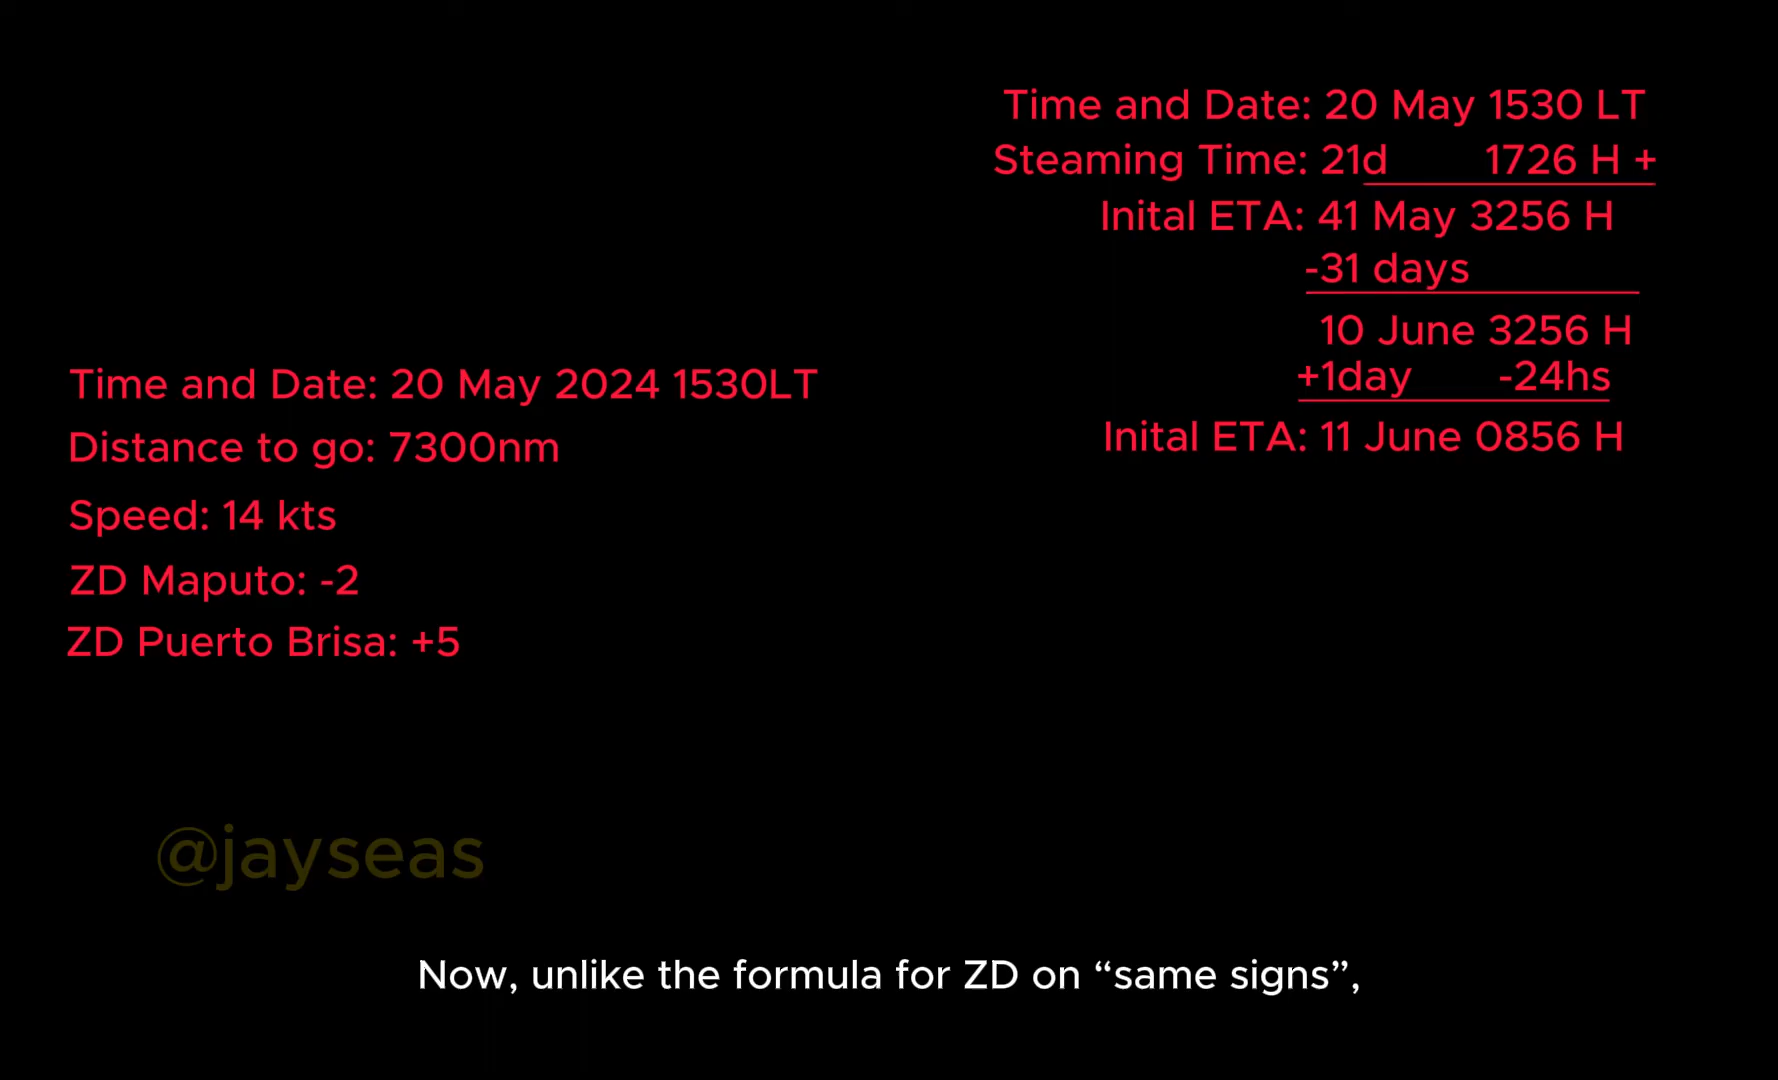 Time and Date: 20 May 1530 LT
Steaming Time: 21d 1726 H +
Inital ETA: 41 May 3256 H
-31 days
10 June 3256 H
+1day -24hs
Inital ETA: 11 June 0856 H
Time and Date: 20 May 2024 1530LT
Distance to go: 7300nm
Speed: 14 kts
ZD Maputo: -2
ZD Puerto Brisa: +5
@jayseas
Now, unlike the formula for ZD on “same signs”,